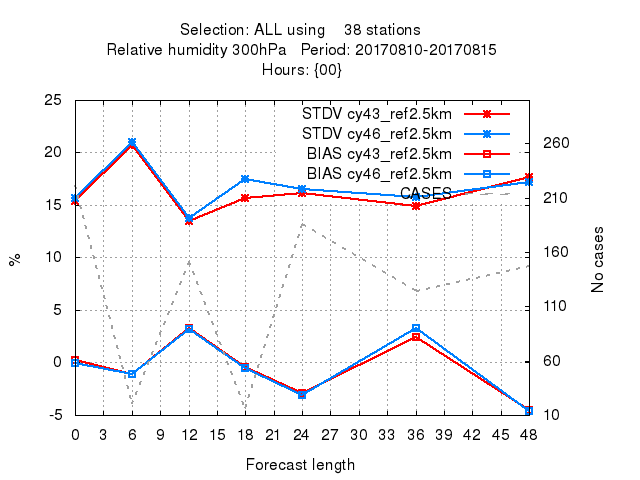 Selection: ALL using 38 stations
Relative humidity 300hPa Period: 20170810-20170815
Hours: {00}
STDV cy43_ref2.5km
STDV cy46_ref2.5km
BIAS cy43_ref2.5km
BIAS cy46_ref2.5km
CASES
%
25
20
15
10
5
0
-5
No cases
260
210
160
110
60
10
0 3 6 9 12 15 18 21 24 27 30 33 36 39 42 45 48
Forecast length